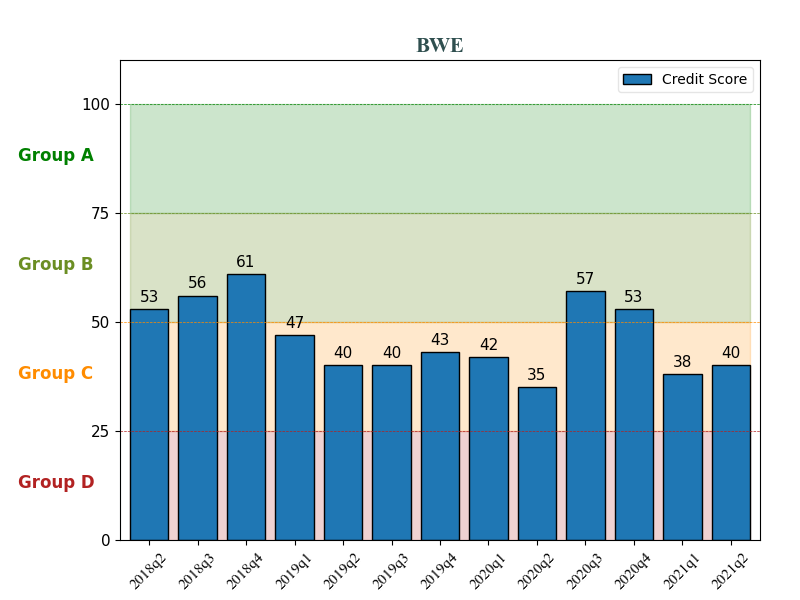 BWE
Credit Score
100
Group A
75
Group B
61
57
56
53
53
50
47
43
42
40
40
40
38
Group C
35
25
Group D
0
2018q2
2018q3
2018q4
2019q1
2019q2
2019q3
2019q4
2020q1
2020q2
2020q3
2020q4
2021q1
2021q2